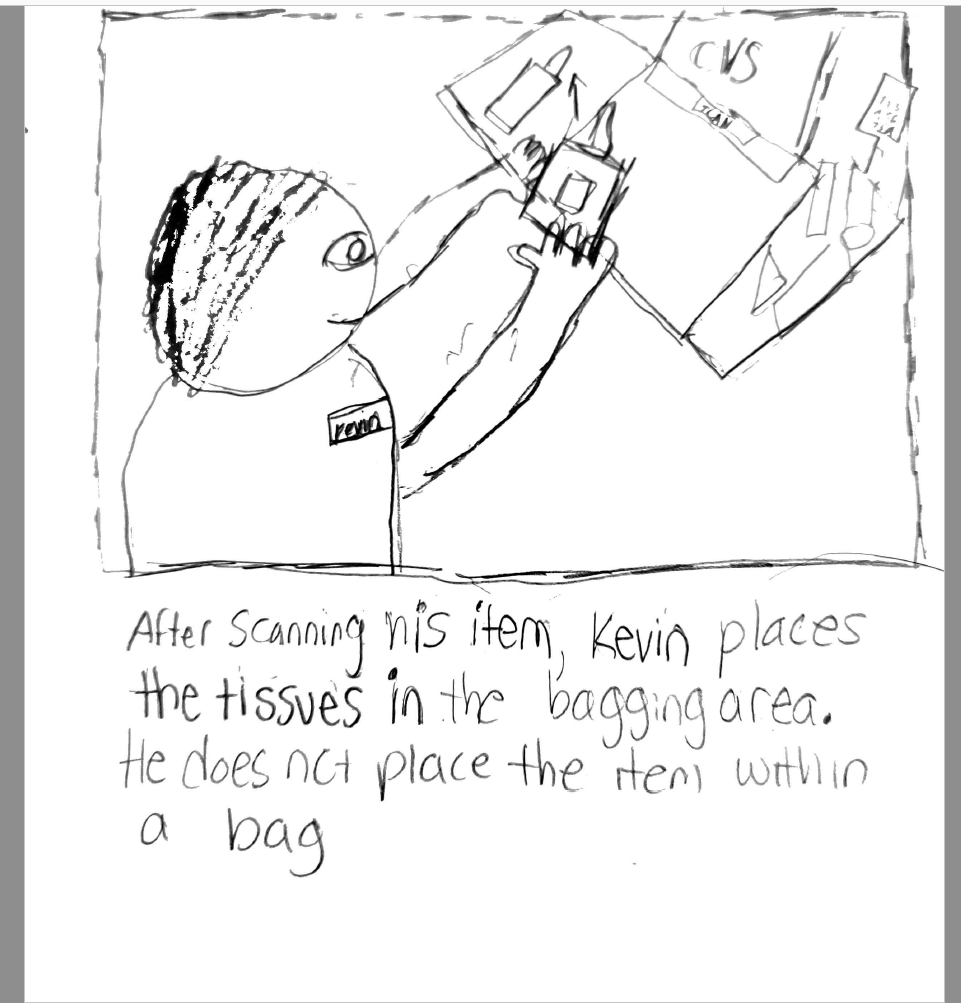 CVS
SCAN
Kevin
After scanning his item, Kevin places
the tissues in the bagging area.
He does not place the item within
a bag